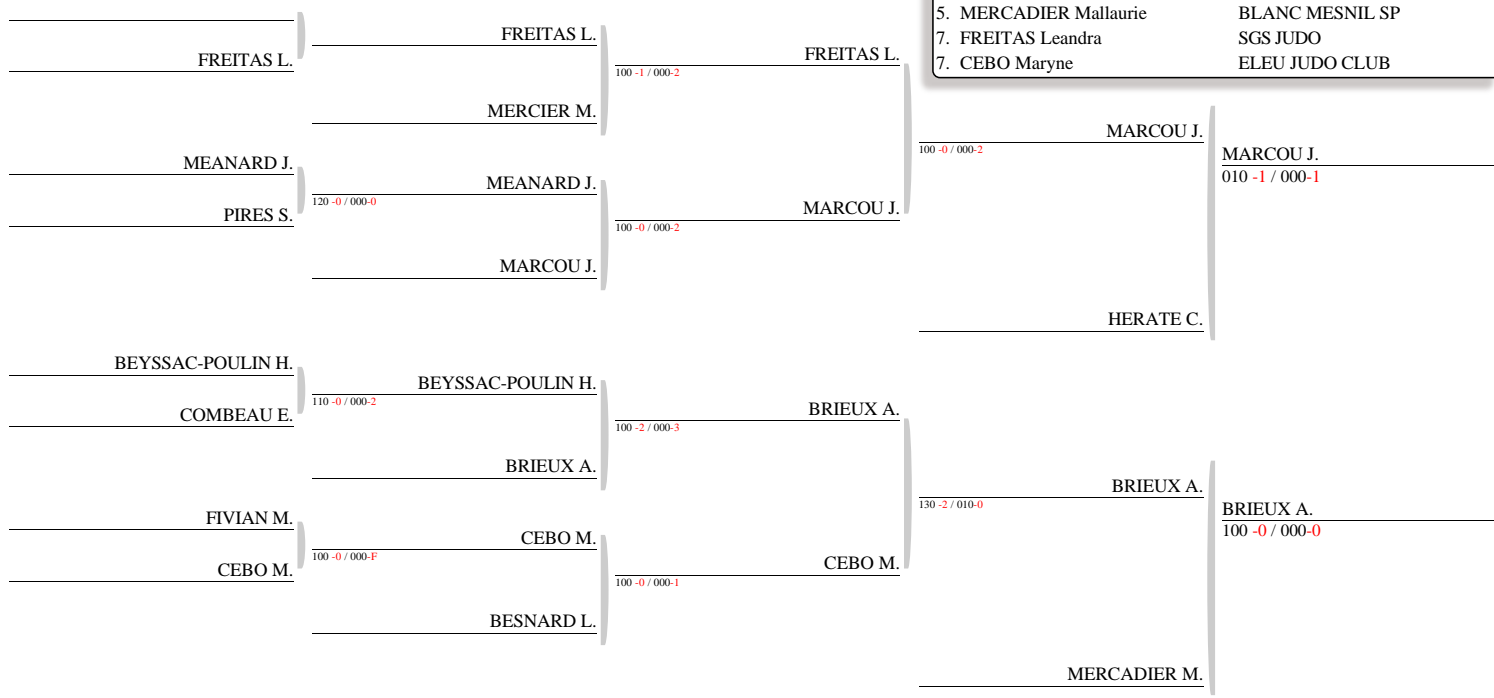 5. MERCADIER Mallaurie BLANC MESNIL SP
7. FREITAS Leandra SGS JUDO
7. CEBO Maryne ELEU JUDO CLUB
FREITAS L.
MEANARD J.
PIRES S.
BEYSSAC-POULIN H.
COMBEAU E.
FIVIAN M.
CEBO M.
FREITAS L.
MERCIER M.
MEANARD J.
120 -0 / 000-0
MARCOU J.
BEYSSAC-POULIN H.
110 -0 / 000-2
BRIEUX A.
CEBO M.
100 -0 / 000-F
BESNARD L.
FREITAS L.
100 -1 / 000-2
MARCOU J.
100 -0 / 000-2
BRIEUX A.
100 -2 / 000-3
CEBO M.
100 -0 / 000-1
MARCOU J.
100 -0 / 000-2
HERATE C.
BRIEUX A.
130 -2 / 010-0
MERCADIER M.
MARCOU J.
010 -1 / 000-1
BRIEUX A.
100 -0 / 000-0